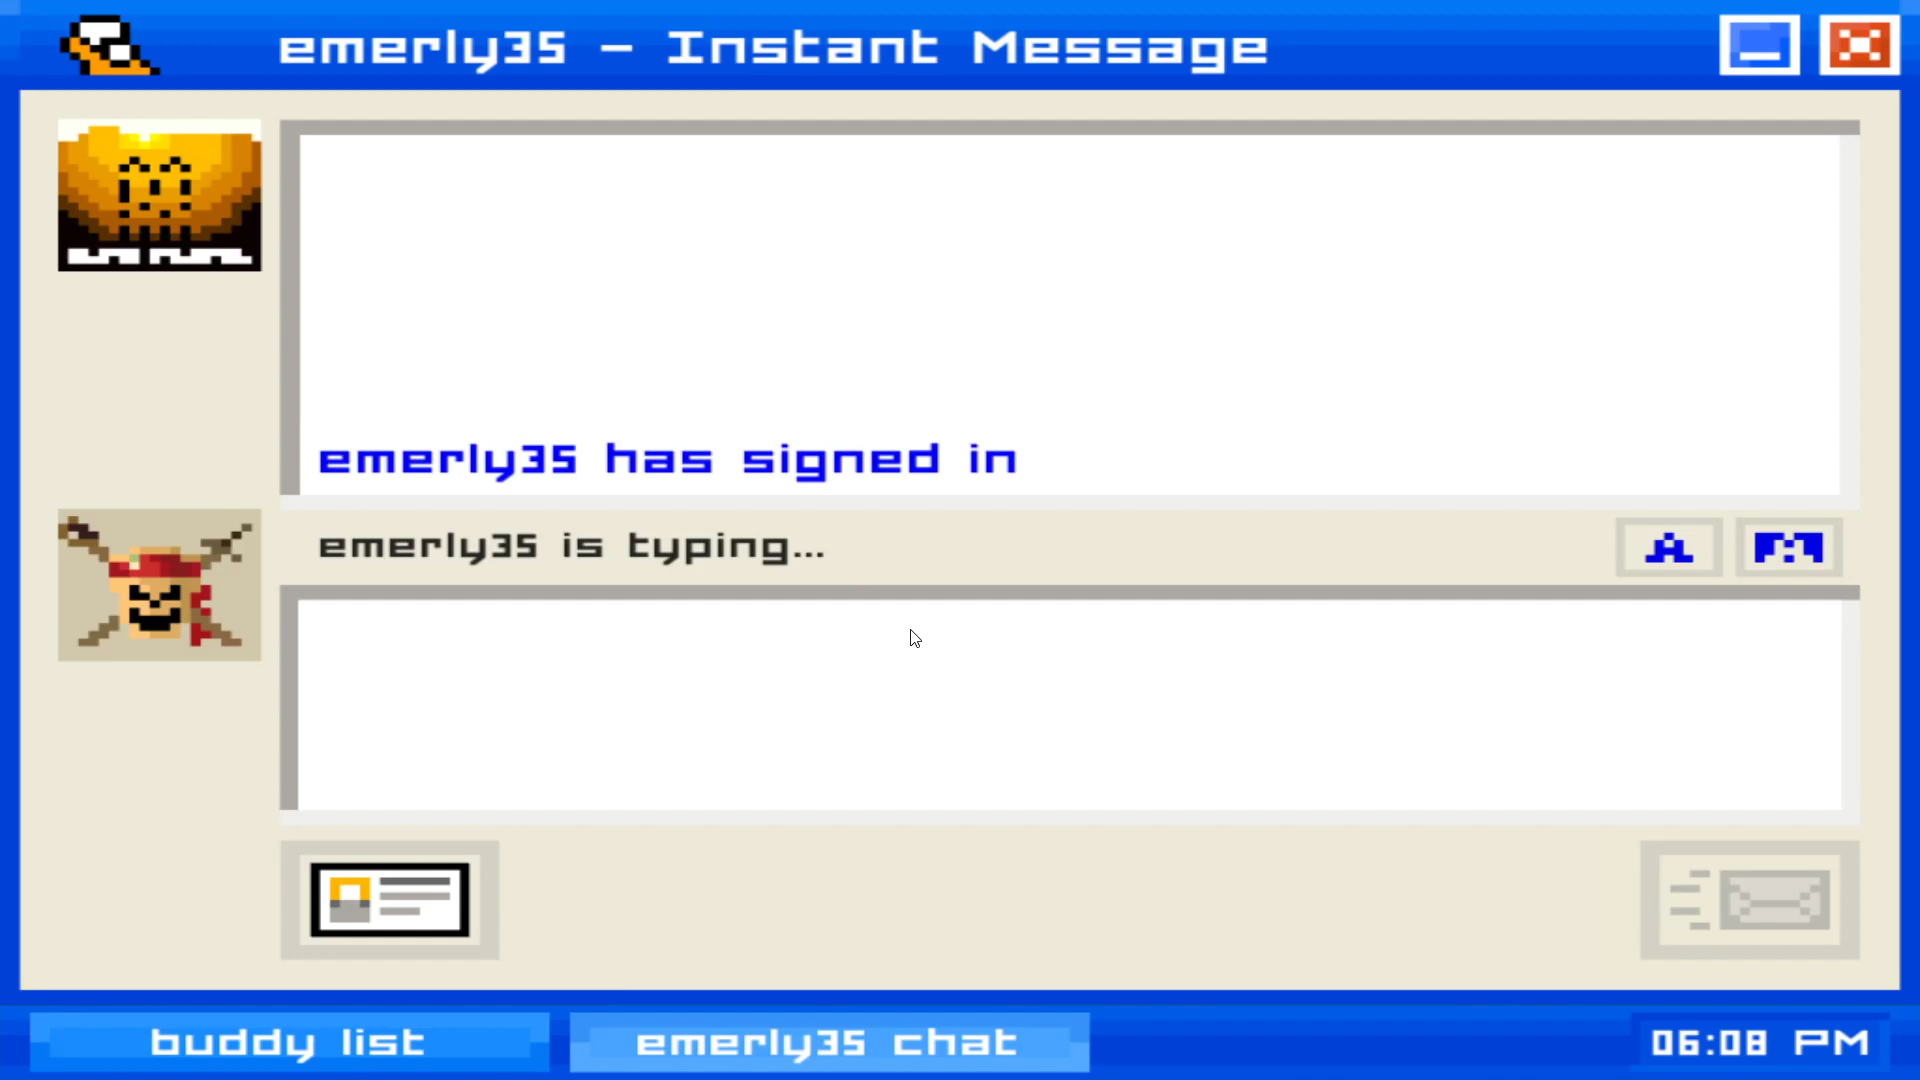 emerly35 - Instant Message
emerly35 has signed in
emerly35 is typing...
A
buddy list
emerly35 chat
06:08 PM